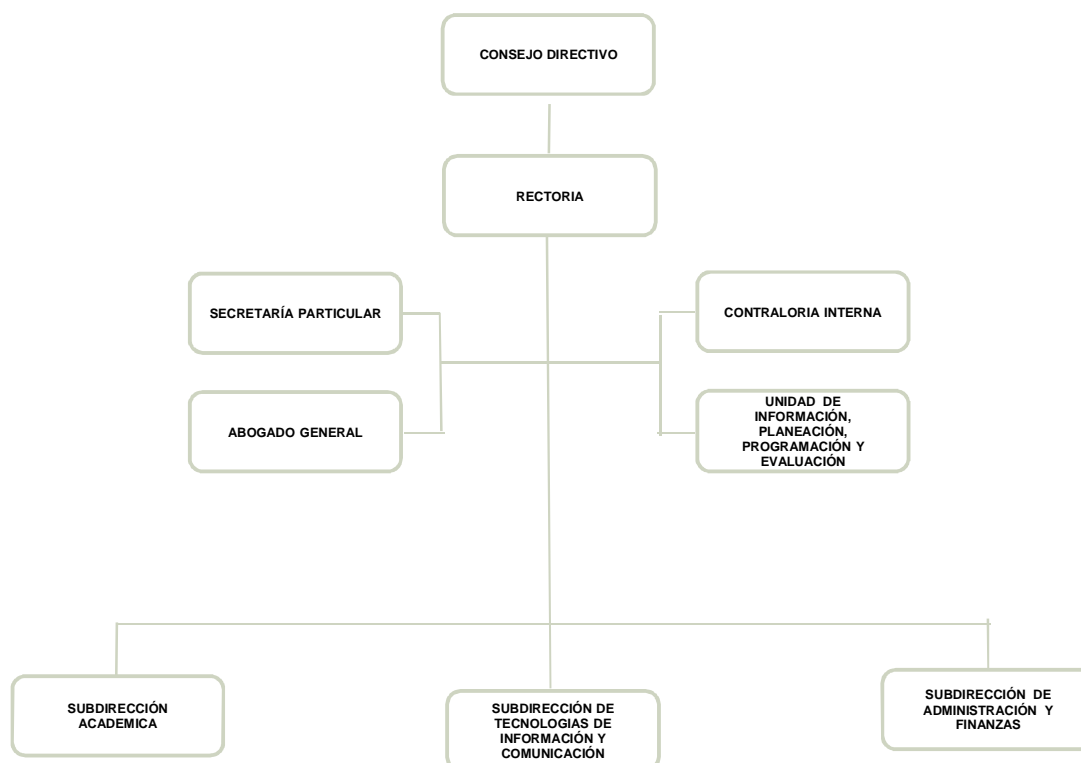 CONSEJO DIRECTIVO
RECTORIA
SECRETARÍA PARTICULAR
CONTRALORIA INTERNA
ABOGADO GENERAL
UNIDAD DE
INFORMACIÓN,
PLANEACIÓN,
PROGRAMACIÓN Y
EVALUACIÓN
SUBDIRECCIÓN
ACADEMICA
SUBDIRECCIÓN DE
TECNOLOGIAS DE
INFORMACIÓN Y
COMUNICACIÓN
SUBDIRECCIÓN DE
ADMINISTRACIÓN Y
FINANZAS